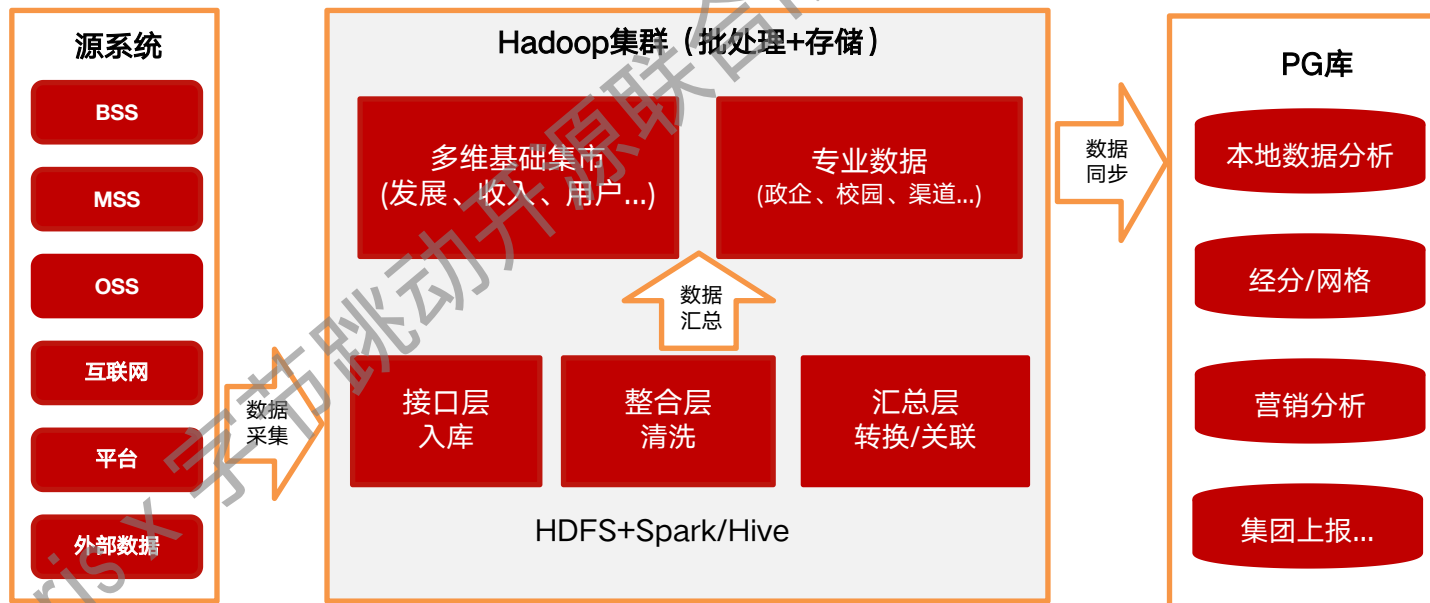 源系统
BSS
MSS
OSS
互联网
平台
外部数据
数据
采集
Hadoop集群（批处理+存储）
多维基础集市
(发展、收入、用户...)
专业数据
(政企、校园、渠道...)
数据
汇总
接口层
入库
整合层
清洗
汇总层
转换/关联
HDFS+Spark/Hive
数据
同步
PG库
本地数据分析
经分/网格
营销分析
集团上报...
ris x 字节跳动开源联合